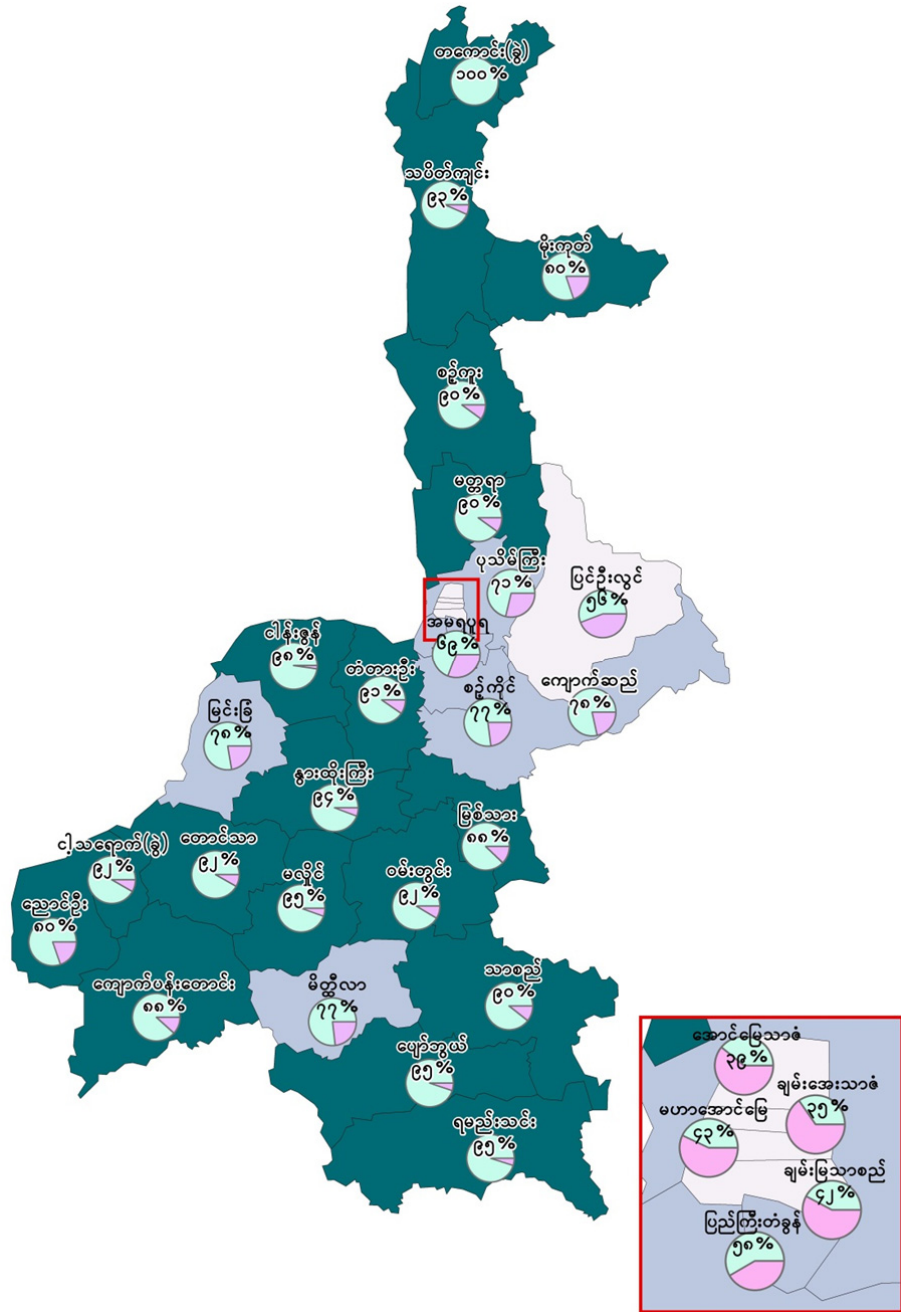 တကောင်း(ခွဲ)
၁၀၀%
သပိတ်ကျင်း
၉၃%
မိုးကုတ်
၈၀%
စဥ့်ကူး
၉၀%
မတ္တရာ
၉၀%
ပုသိမ်ကြီး
၇၁%
ပြင်ဦးလွင်
၅၆%
အမရပူရ
၆၉%
ငါန်းဇွန်
၉၈%
တံတားဦး
၉၁%
စဥ့်ကိုင်
၇၇%
ကျောက်ဆည်
၇၈%
မြင်းခြံ
၇၈%
နွားထိုးကြီး
၉၄%
မြစ်သား
၈၈%
ငါ့သရောက်(ခွဲ)
၉၂%
တောင်သာ
၉၂%
မလှိုင်
၉၅%
ဝမ်းတွင်း
၉၂%
ညောင်ဦး
၈၀%
ကျောက်ပန်းတောင်း
၈၈%
မိတ္ထီလာ
၇၇%
သာစည်
၉၀%
ပျော်ဘွယ်
၉၅%
ရမည်းသင်း
၉၅%
အောင်မြေသာဇံ
၃၉%
ချမ်းအေးသာဇံ
၃၅%
မဟာအောင်မြေ
၄၃%
ချမ်းမြသာစည်
၄၂%
ပြည်ကြီးတံခွန်
၅၈%